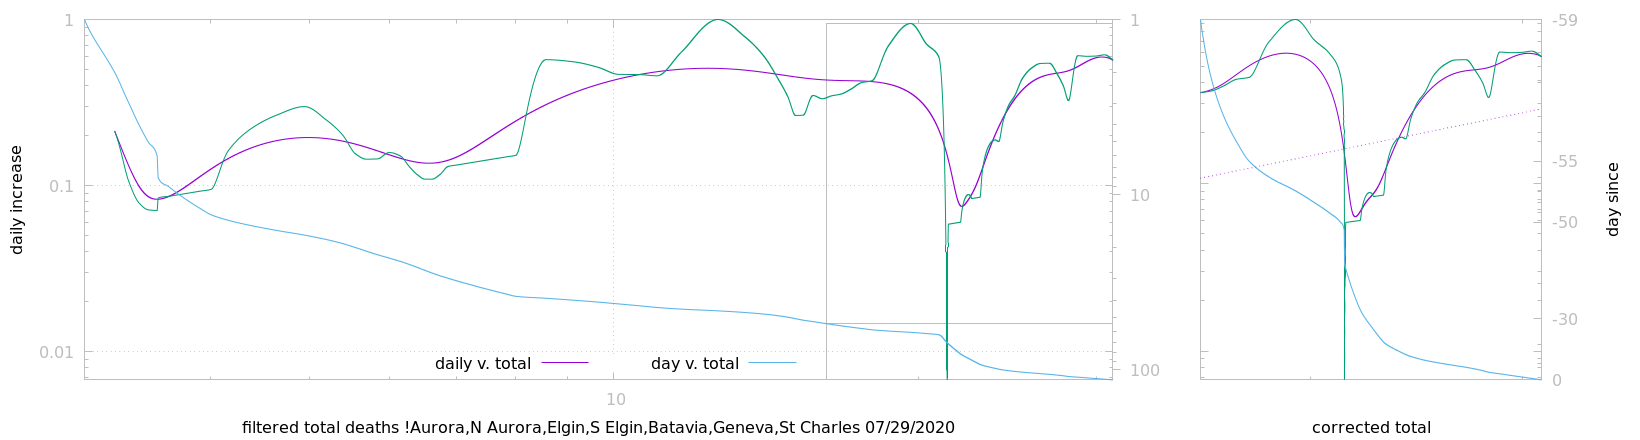 1
0.1
0.01
daily increase
daily v. total
day v. total
10
1
10
100
filtered total deaths !Aurora,N Aurora,Elgin,S Elgin,Batavia,Geneva,St Charles 07/29/2020
-59
-55
-50
-30
0
day since
corrected total